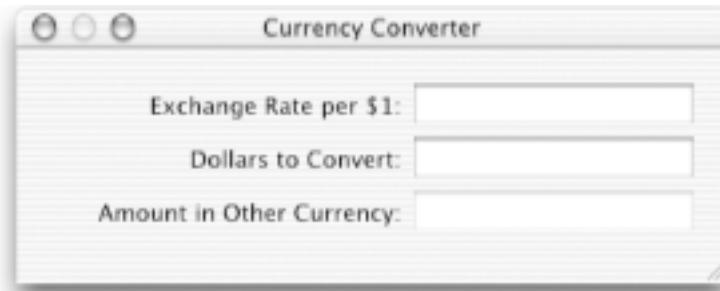 Currency Converter
Exchange Rate per $1:
Dollars to Convert:
Amount in Other Currency: